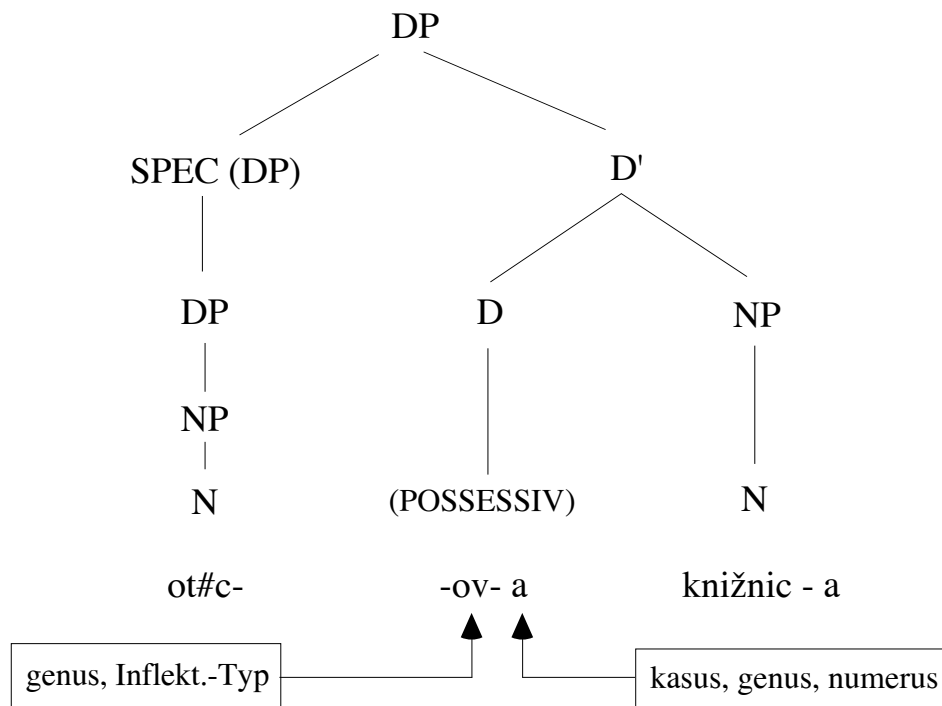 DP
SPEC (DP) D'
DP D NP
NP
N (POSSESSIV) N
ot#c- -ov- a knižnic - a
genus, Inflekt.-Typ kasus, genus, numerus